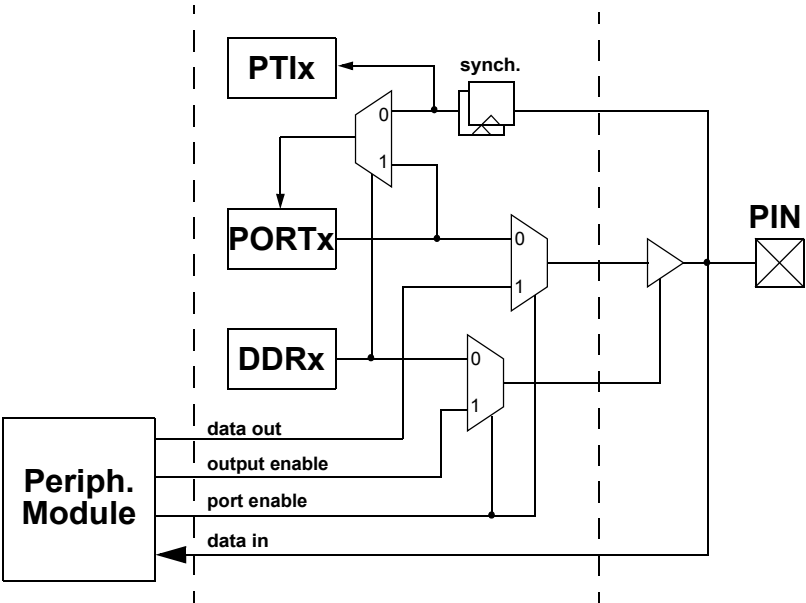 PTIx
synch.
0
1
PORTx
PIN
0
1
DDRx
0
1
data out
output enable
Periph.
Module
port enable
data in